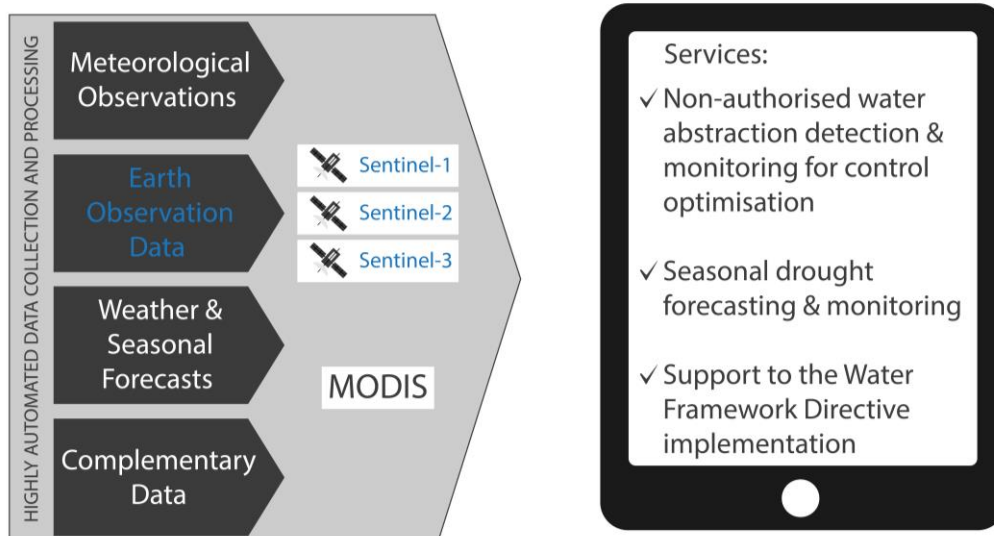 HIGHLY AUTOMATED DATA COLLECTION AND PROCESSING
Meteorological
Observations
Earth
Observation
Data
Weather &
Seasonal
Forecasts
Complementary
Data
Sentinel-1
Sentinel-2
Sentinel-3
MODIS
Services:
✓ Non-authorised water
abstraction detection &
monitoring for control
optimisation
✓ Seasonal drought
forecasting & monitoring
✓ Support to the Water
Framework Directive
implementation